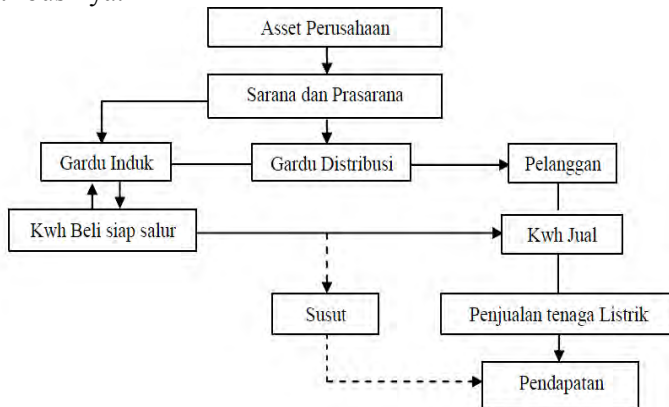 Asset Perusahaan
Sarana dan Prasarana
Gardu Induk
Gardu Distribusi
Pelanggan
Kwh Beli siap salur
Kwh Jual
Susut
Penjualan tenaga Listrik
Pendapatan